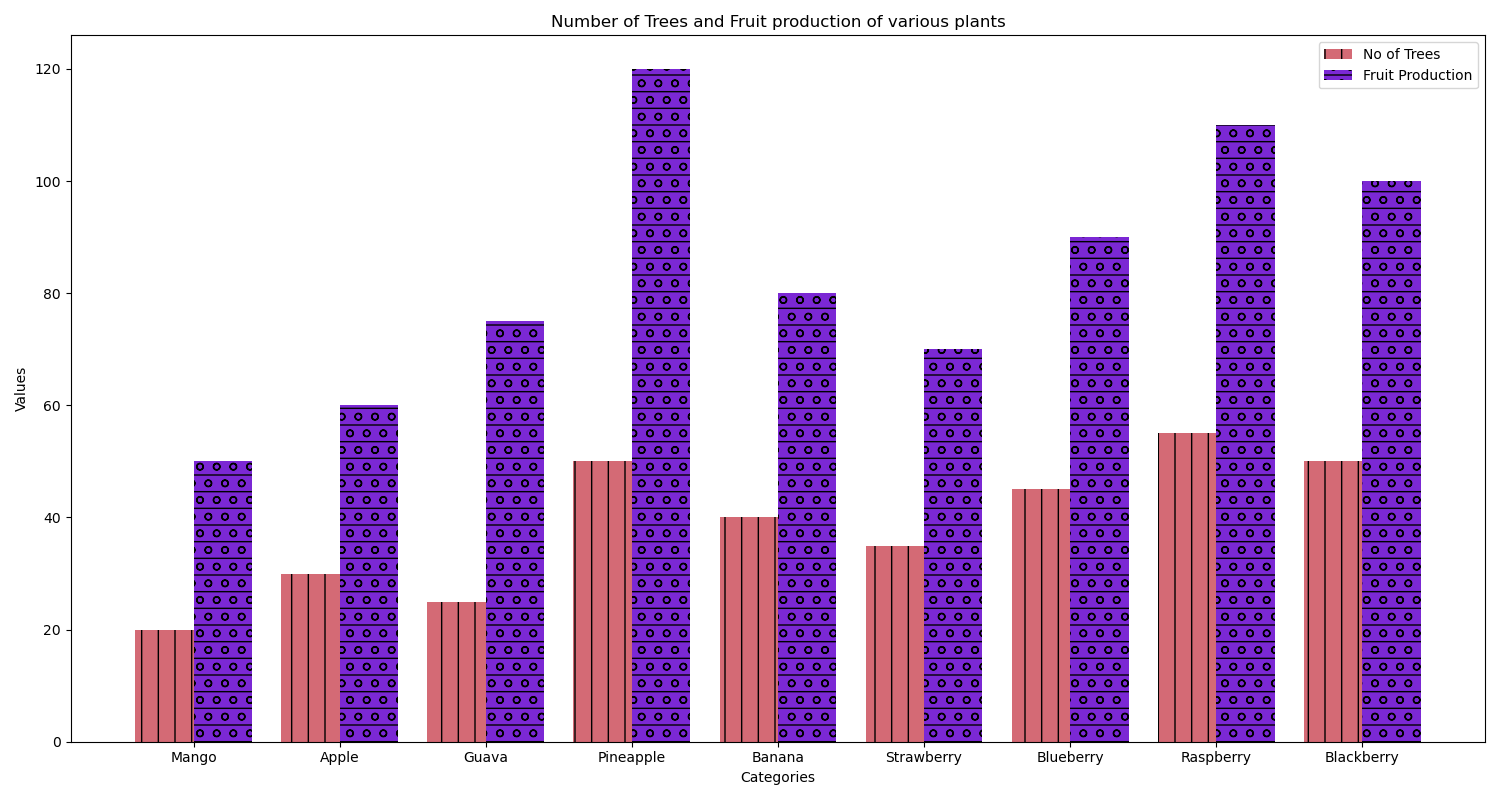 Number of Trees and Fruit production of various plants
No of Trees
Fruit Production
120
100
80
60
40
20
0
Values
Mango Apple Guava Pineapple Banana Strawberry Blueberry Raspberry Blackberry
Categories